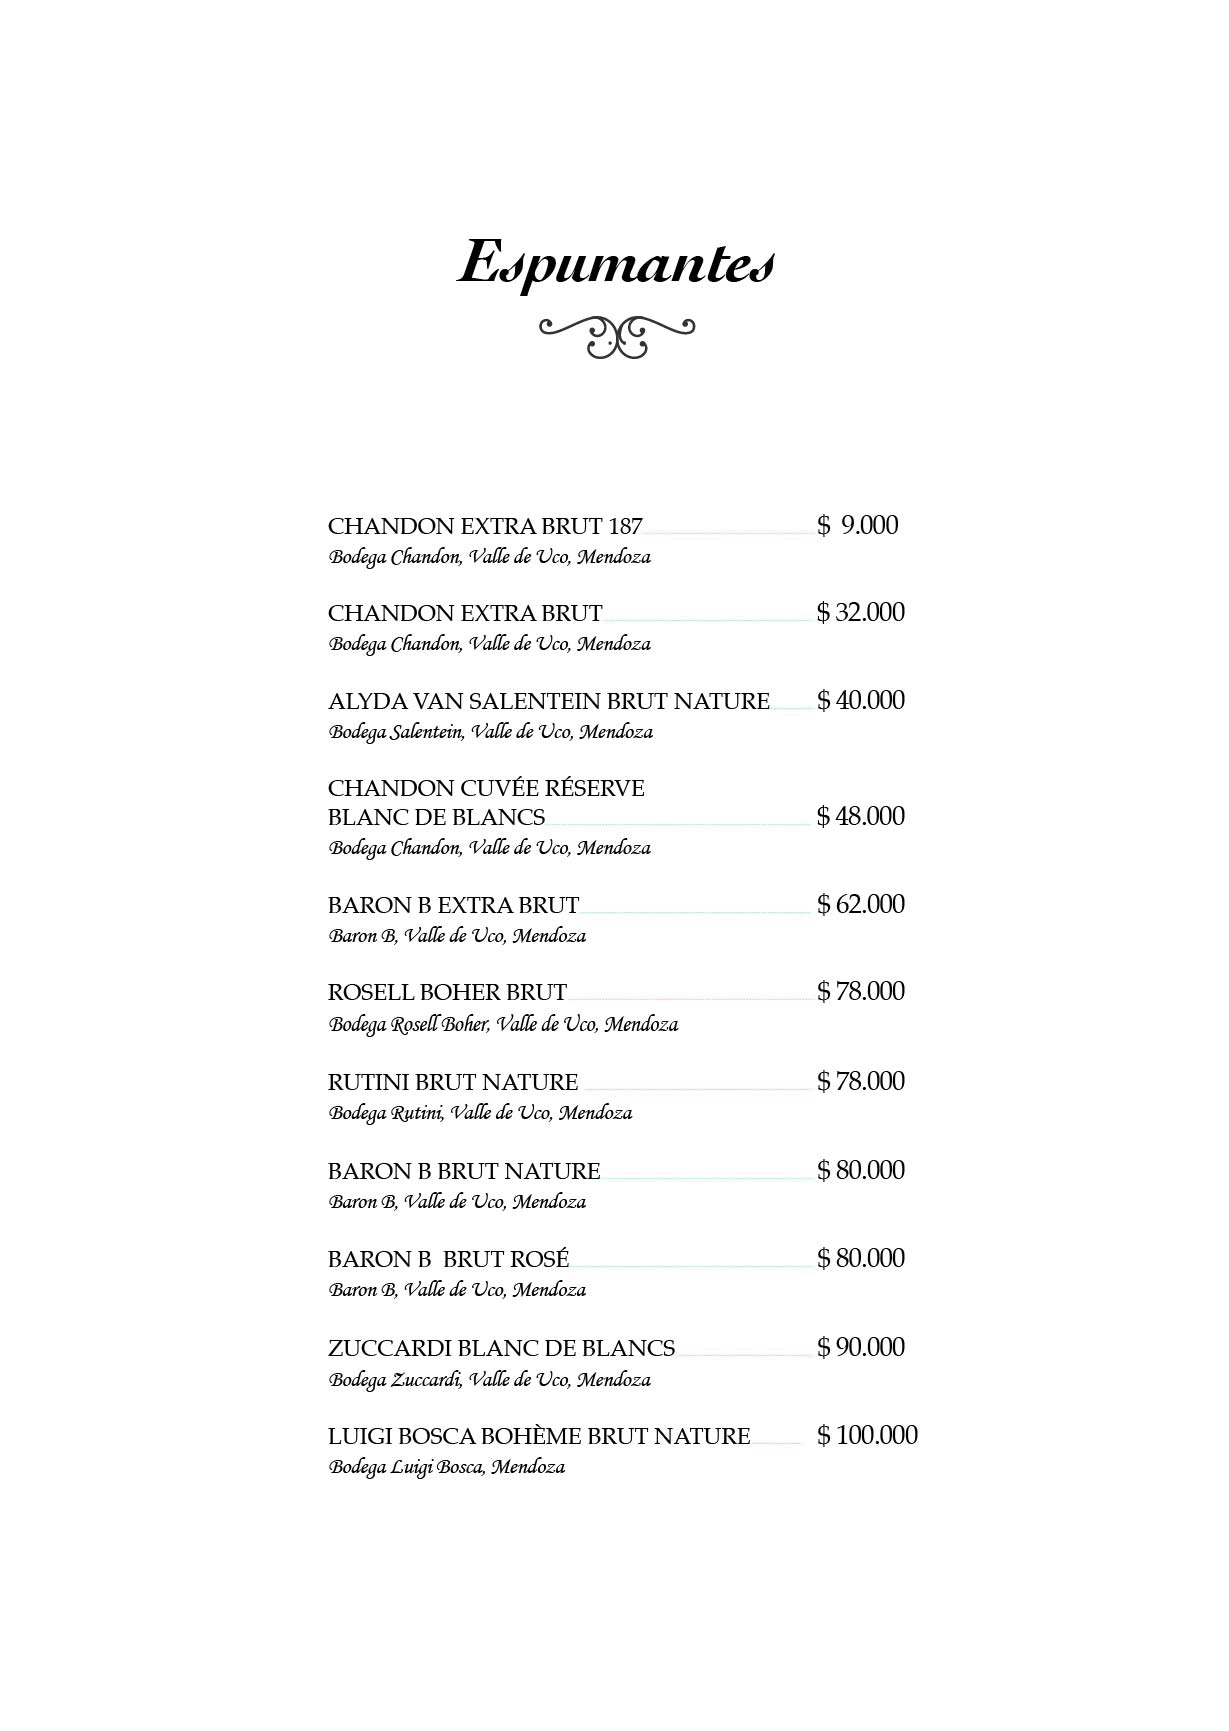 Espumantes
CHANDON EXTRA BRUT 187 $ 9.000
Bodega Chandon, Valle de Uco, Mendoza
CHANDON EXTRA BRUT $ 32.000
Bodega Chandon, Valle de Uco, Mendoza
ALYDA VAN SALENTEIN BRUT NATURE $ 40.000
Bodega Salentein, Valle de Uco, Mendoza
CHANDON CUVÉE RÉSERVE
BLANC DE BLANCS $ 48.000
Bodega Chandon, Valle de Uco, Mendoza
BARON B EXTRA BRUT $ 62.000
Baron B, Valle de Uco, Mendoza
ROSELL BOHER BRUT $ 78.000
Bodega Rosell Boher, Valle de Uco, Mendoza
RUTINI BRUT NATURE $ 78.000
Bodega Rutini, Valle de Uco, Mendoza
BARON B BRUT NATURE $ 80.000
Baron B, Valle de Uco, Mendoza
BARON B  BRUT ROSÉ $ 80.000
Baron B, Valle de Uco, Mendoza
ZUCCARDI BLANC DE BLANCS $ 90.000
Bodega Zuccardi, Valle de Uco, Mendoza
LUIGI BOSCA BOHÈME BRUT NATURE $ 100.000
Bodega Luigi Bosca, Mendoza